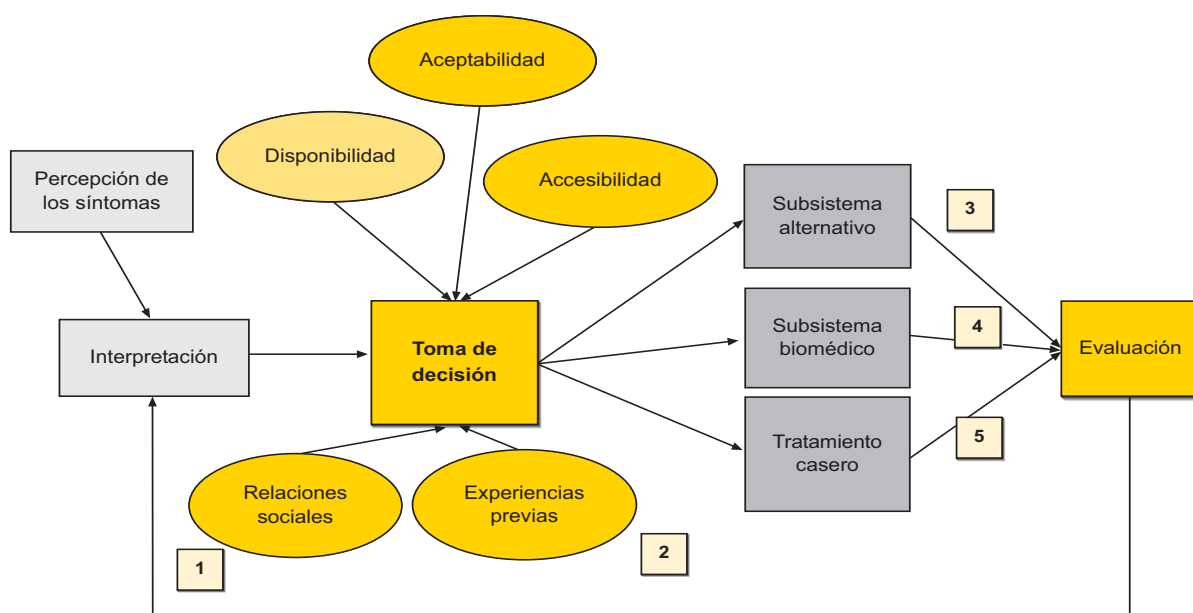 Aceptabilidad
Disponibilidad
Accesibilidad
Percepción de
los síntomas
Subsistema
alternativo
3
Interpretación
Toma de
decisión
Subsistema
biomédico
4
Evaluación
Tratamiento
casero
5
Relaciones
sociales
Experiencias
previas
1
2